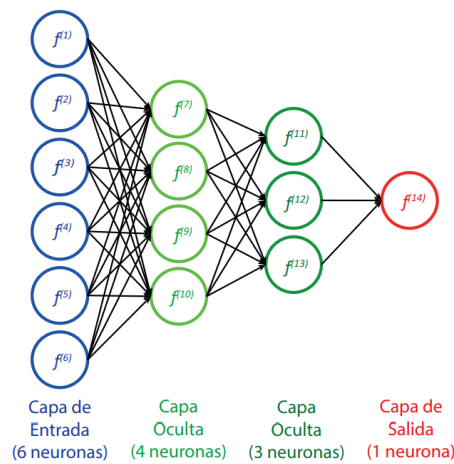 f(1)
f(2)
f(3)
f(4)
f(5)
f(6)
f(7)
f(8)
f(9)
f(10)
f(11)
f(12)
f(13)
f(14)
Capa de
Entrada
(6 neuronas)
Capa
Oculta
(4 neuronas)
Capa
Oculta
(3 neuronas)
Capa de
Salida
(1 neurona)